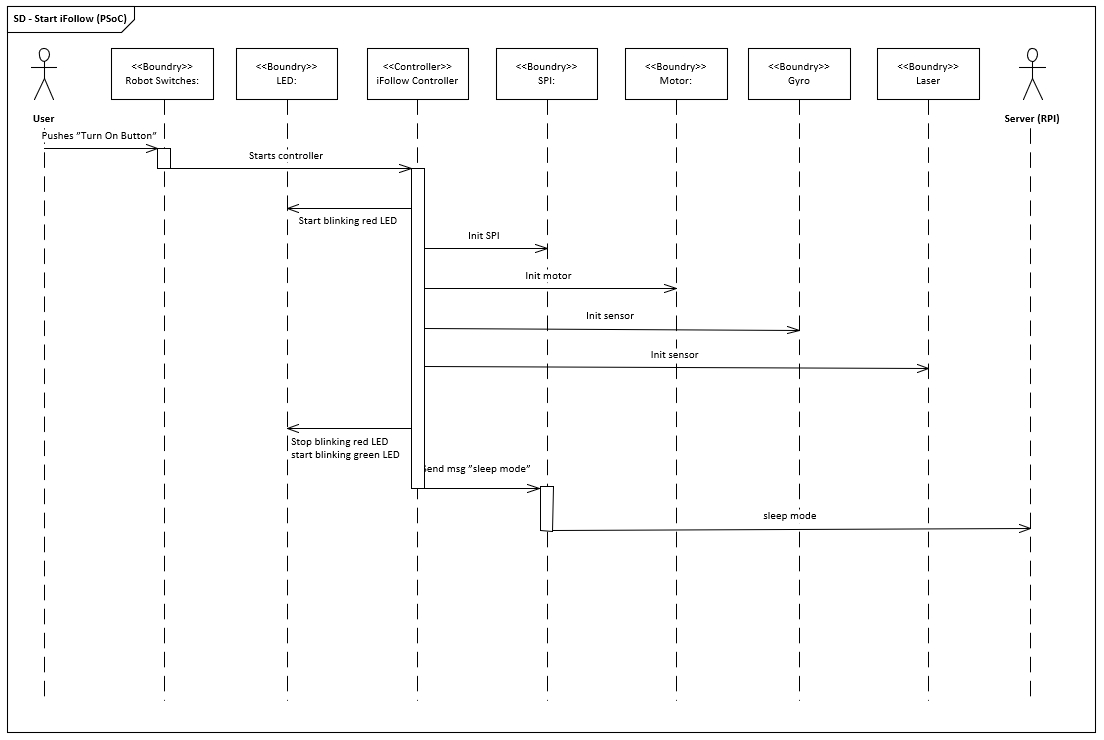 SD - Start iFollow (PSoC)
<<Boundry>>
Robot Switches:
<<Boundry>>
LED:
<<Controller>>
iFollow Controller
<<Boundry>>
SPI:
<<Boundry>>
Motor:
<<Boundry>>
Gyro
<<Boundry>>
Laser
User
Server (RPI)
Pushes ”Turn On Button”
Starts controller
Start blinking red LED
Init SPI
Init motor
Init sensor
Init sensor
Stop blinking red LED
start blinking green LED
Send msg ”sleep mode”
sleep mode